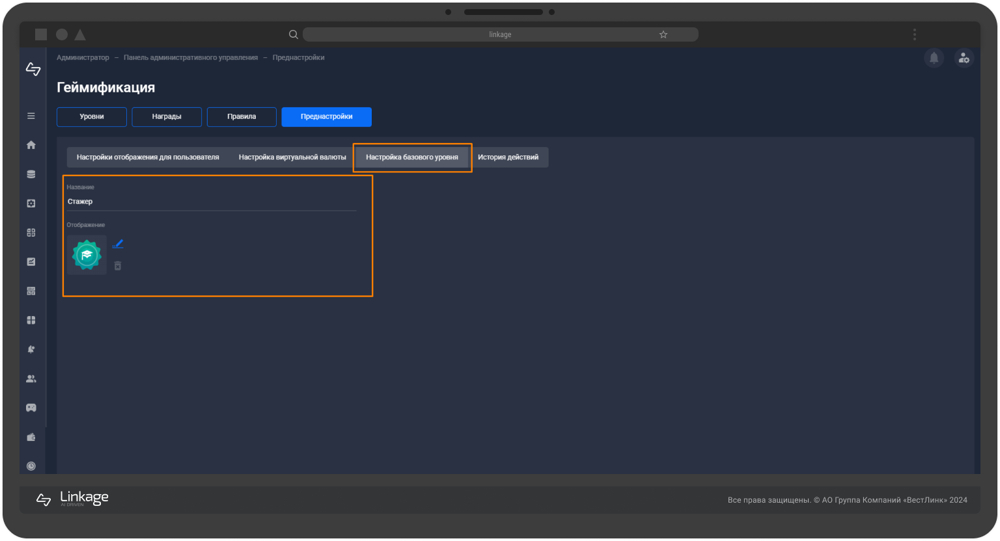 linkage
Администратор – Панель административного управления – Преднастройки
Геймификация
Уровни Награды Правила Преднастройки
Настройки отображения для пользователя Настройка виртуальной валюты Настройка базового уровня История действий
Название
Стажер
Отображение
Linkage
AI DRIVEN
Все права защищены. © АО Группа Компаний «ВестЛинк» 2024